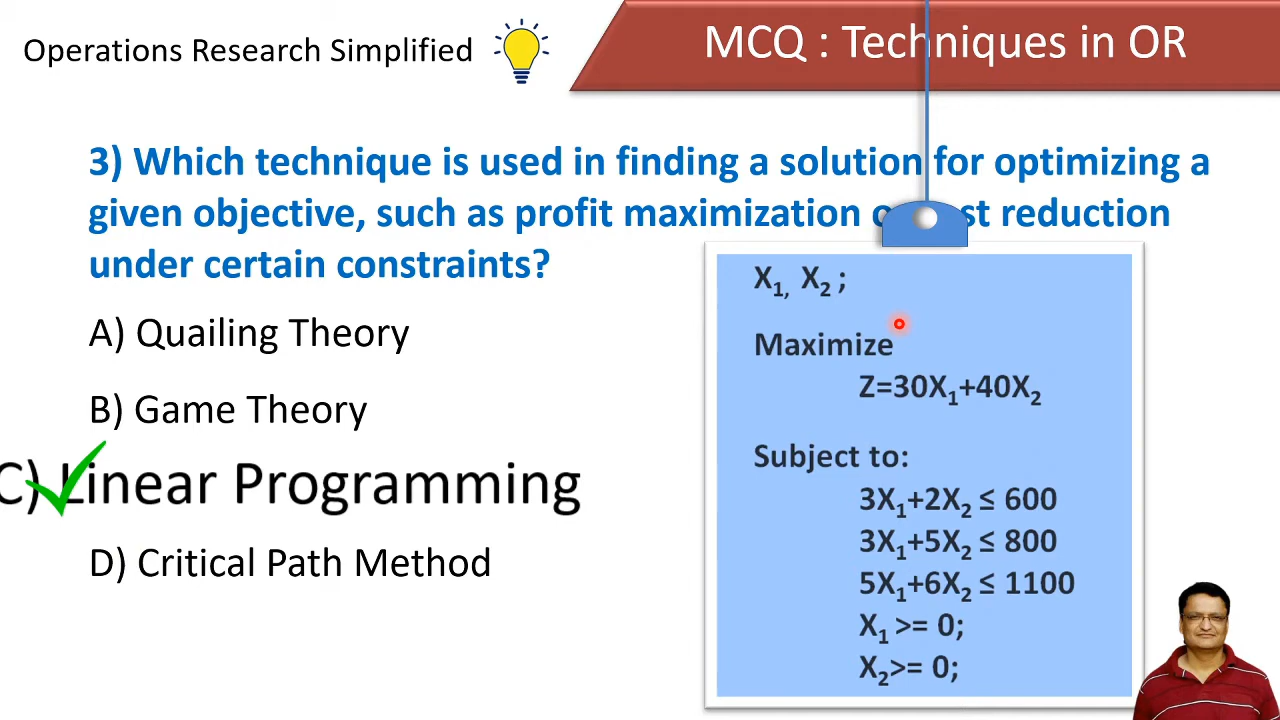 Operations Research Simplified
MCQ : Techniques in OR
3) Which technique is used in finding a solution for optimizing a
given objective, such as profit maximization reduction
under certain constraints?
A) Quailing Theory
B) Game Theory
C) Linear Programming
D) Critical Path Method
X₁, X₂ ;
Maximize
Z=30X₁+40X₂
Subject to:
3X₁+2X₂ ≤ 600
3X₁+5X₂ ≤ 800
5X₁+6X₂ ≤ 1100
X₁ >= 0;
X₂>= 0;